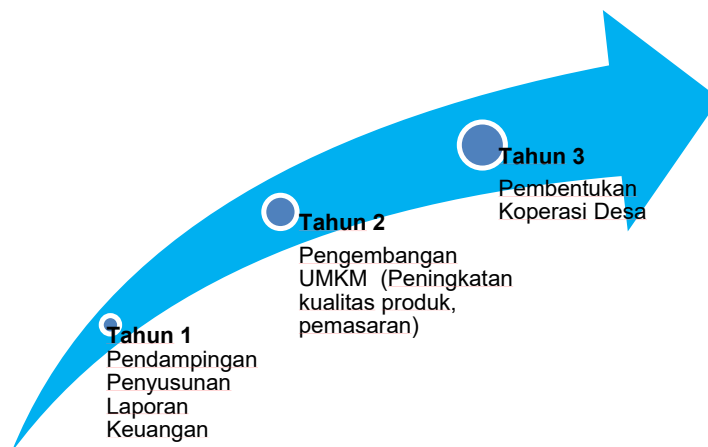 Tahun 1
Pendampingan
Penyusunan
Laporan
Keuangan
Tahun 2
Pengembangan
UMKM  (Peningkatan
kualitas produk,
pemasaran)
Tahun 3
Pembentukan
Koperasi Desa